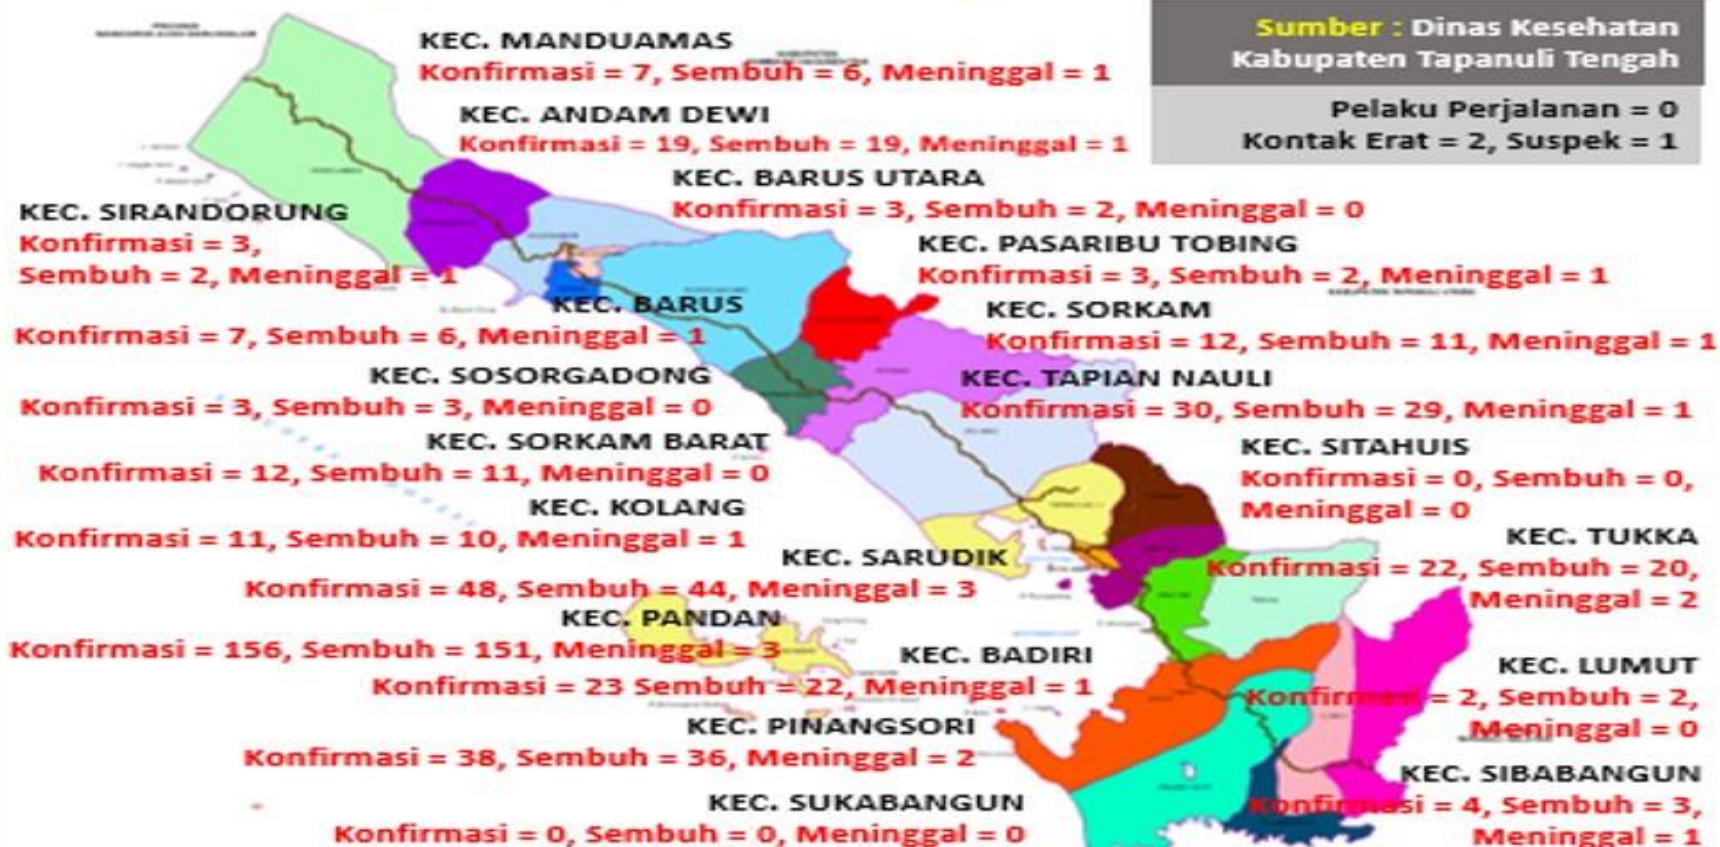 Sumber : Dinas Kesehatan
Kabupaten Tapanuli Tengah
Pelaku Perjalanan = 0
Kontak Erat = 2, Suspek = 1
KEC. MANDUAMAS
Konfirmasi = 7, Sembuh = 6, Meninggal = 1
KEC. ANDAM DEWI
Konfirmasi = 19, Sembuh = 19, Meninggal = 1
KEC. BARUS UTARA
Konfirmasi = 3, Sembuh = 2, Meninggal = 0
KEC. SIRANDORUNG
Konfirmasi = 3,
Sembuh = 2, Meninggal = 1
KEC. PASARIBU TOBING
Konfirmasi = 3, Sembuh = 2, Meninggal = 1
KEC. BARUS
Konfirmasi = 7, Sembuh = 6, Meninggal = 1
KEC. SORKAM
Konfirmasi = 12, Sembuh = 11, Meninggal = 1
KEC. SOSORGADONG
Konfirmasi = 3, Sembuh = 3, Meninggal = 0
KEC. TAPIAN NAULI
Konfirmasi = 30, Sembuh = 29, Meninggal = 1
KEC. SORKAM BARAT
Konfirmasi = 12, Sembuh = 11, Meninggal = 0
KEC. SITAHUIS
Konfirmasi = 0, Sembuh = 0,
Meninggal = 0
KEC. KOLANG
Konfirmasi = 11, Sembuh = 10, Meninggal = 1
KEC. TUKKA
Konfirmasi = 22, Sembuh = 20,
Meninggal = 2
KEC. SARUDIK
Konfirmasi = 48, Sembuh = 44, Meninggal = 3
KEC. PANDAN
Konfirmasi = 156, Sembuh = 151, Meninggal = 3
KEC. BADIRI
Konfirmasi = 23 Sembuh = 22, Meninggal = 1
KEC. LUMUT
Konfirmasi = 2, Sembuh = 2,
Meninggal = 0
KEC. PINANGSORI
Konfirmasi = 38, Sembuh = 36, Meninggal = 2
KEC. SIBABANGUN
Konfirmasi = 4, Sembuh = 3,
Meninggal = 1
KEC. SUKABANGUN
Konfirmasi = 0, Sembuh = 0, Meninggal = 0